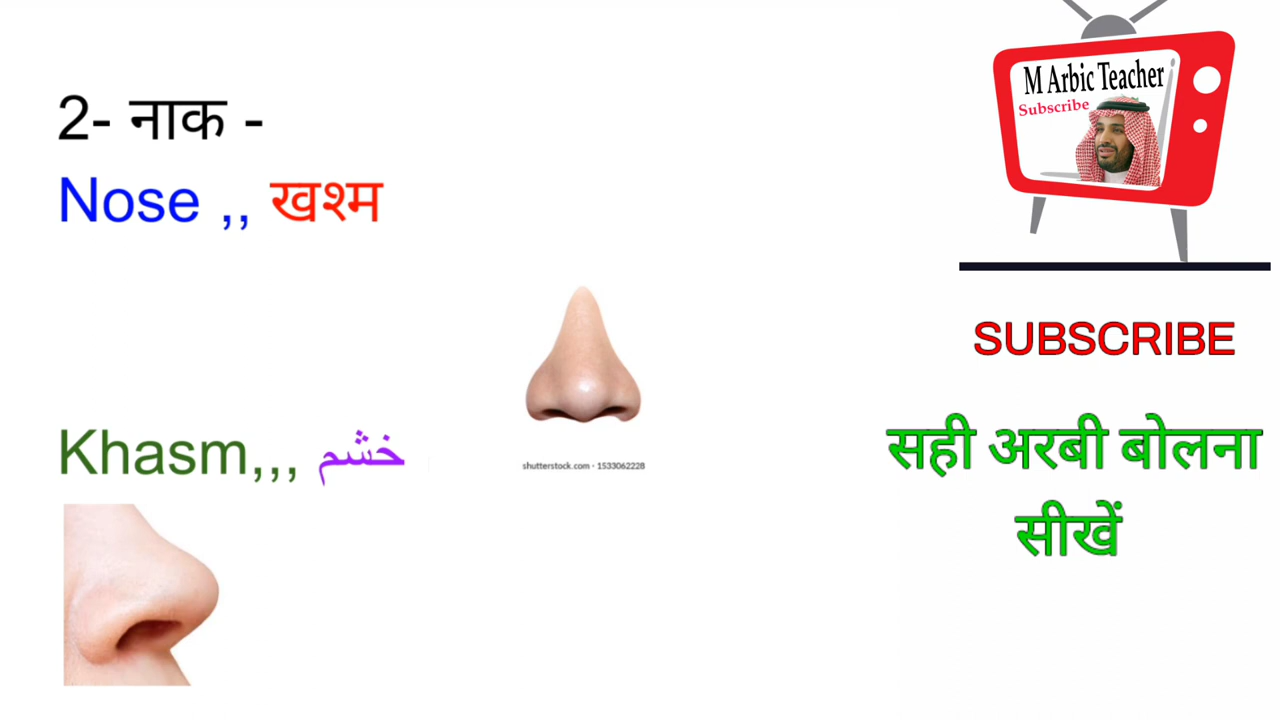 2- नाक -
Nose ,, खश्म
Khasm,,, خشم
shutterstock.com · 1533062228
M Arbic Teacher
Subscribe
SUBSCRIBE
सही अरबी बोलना
सीखें